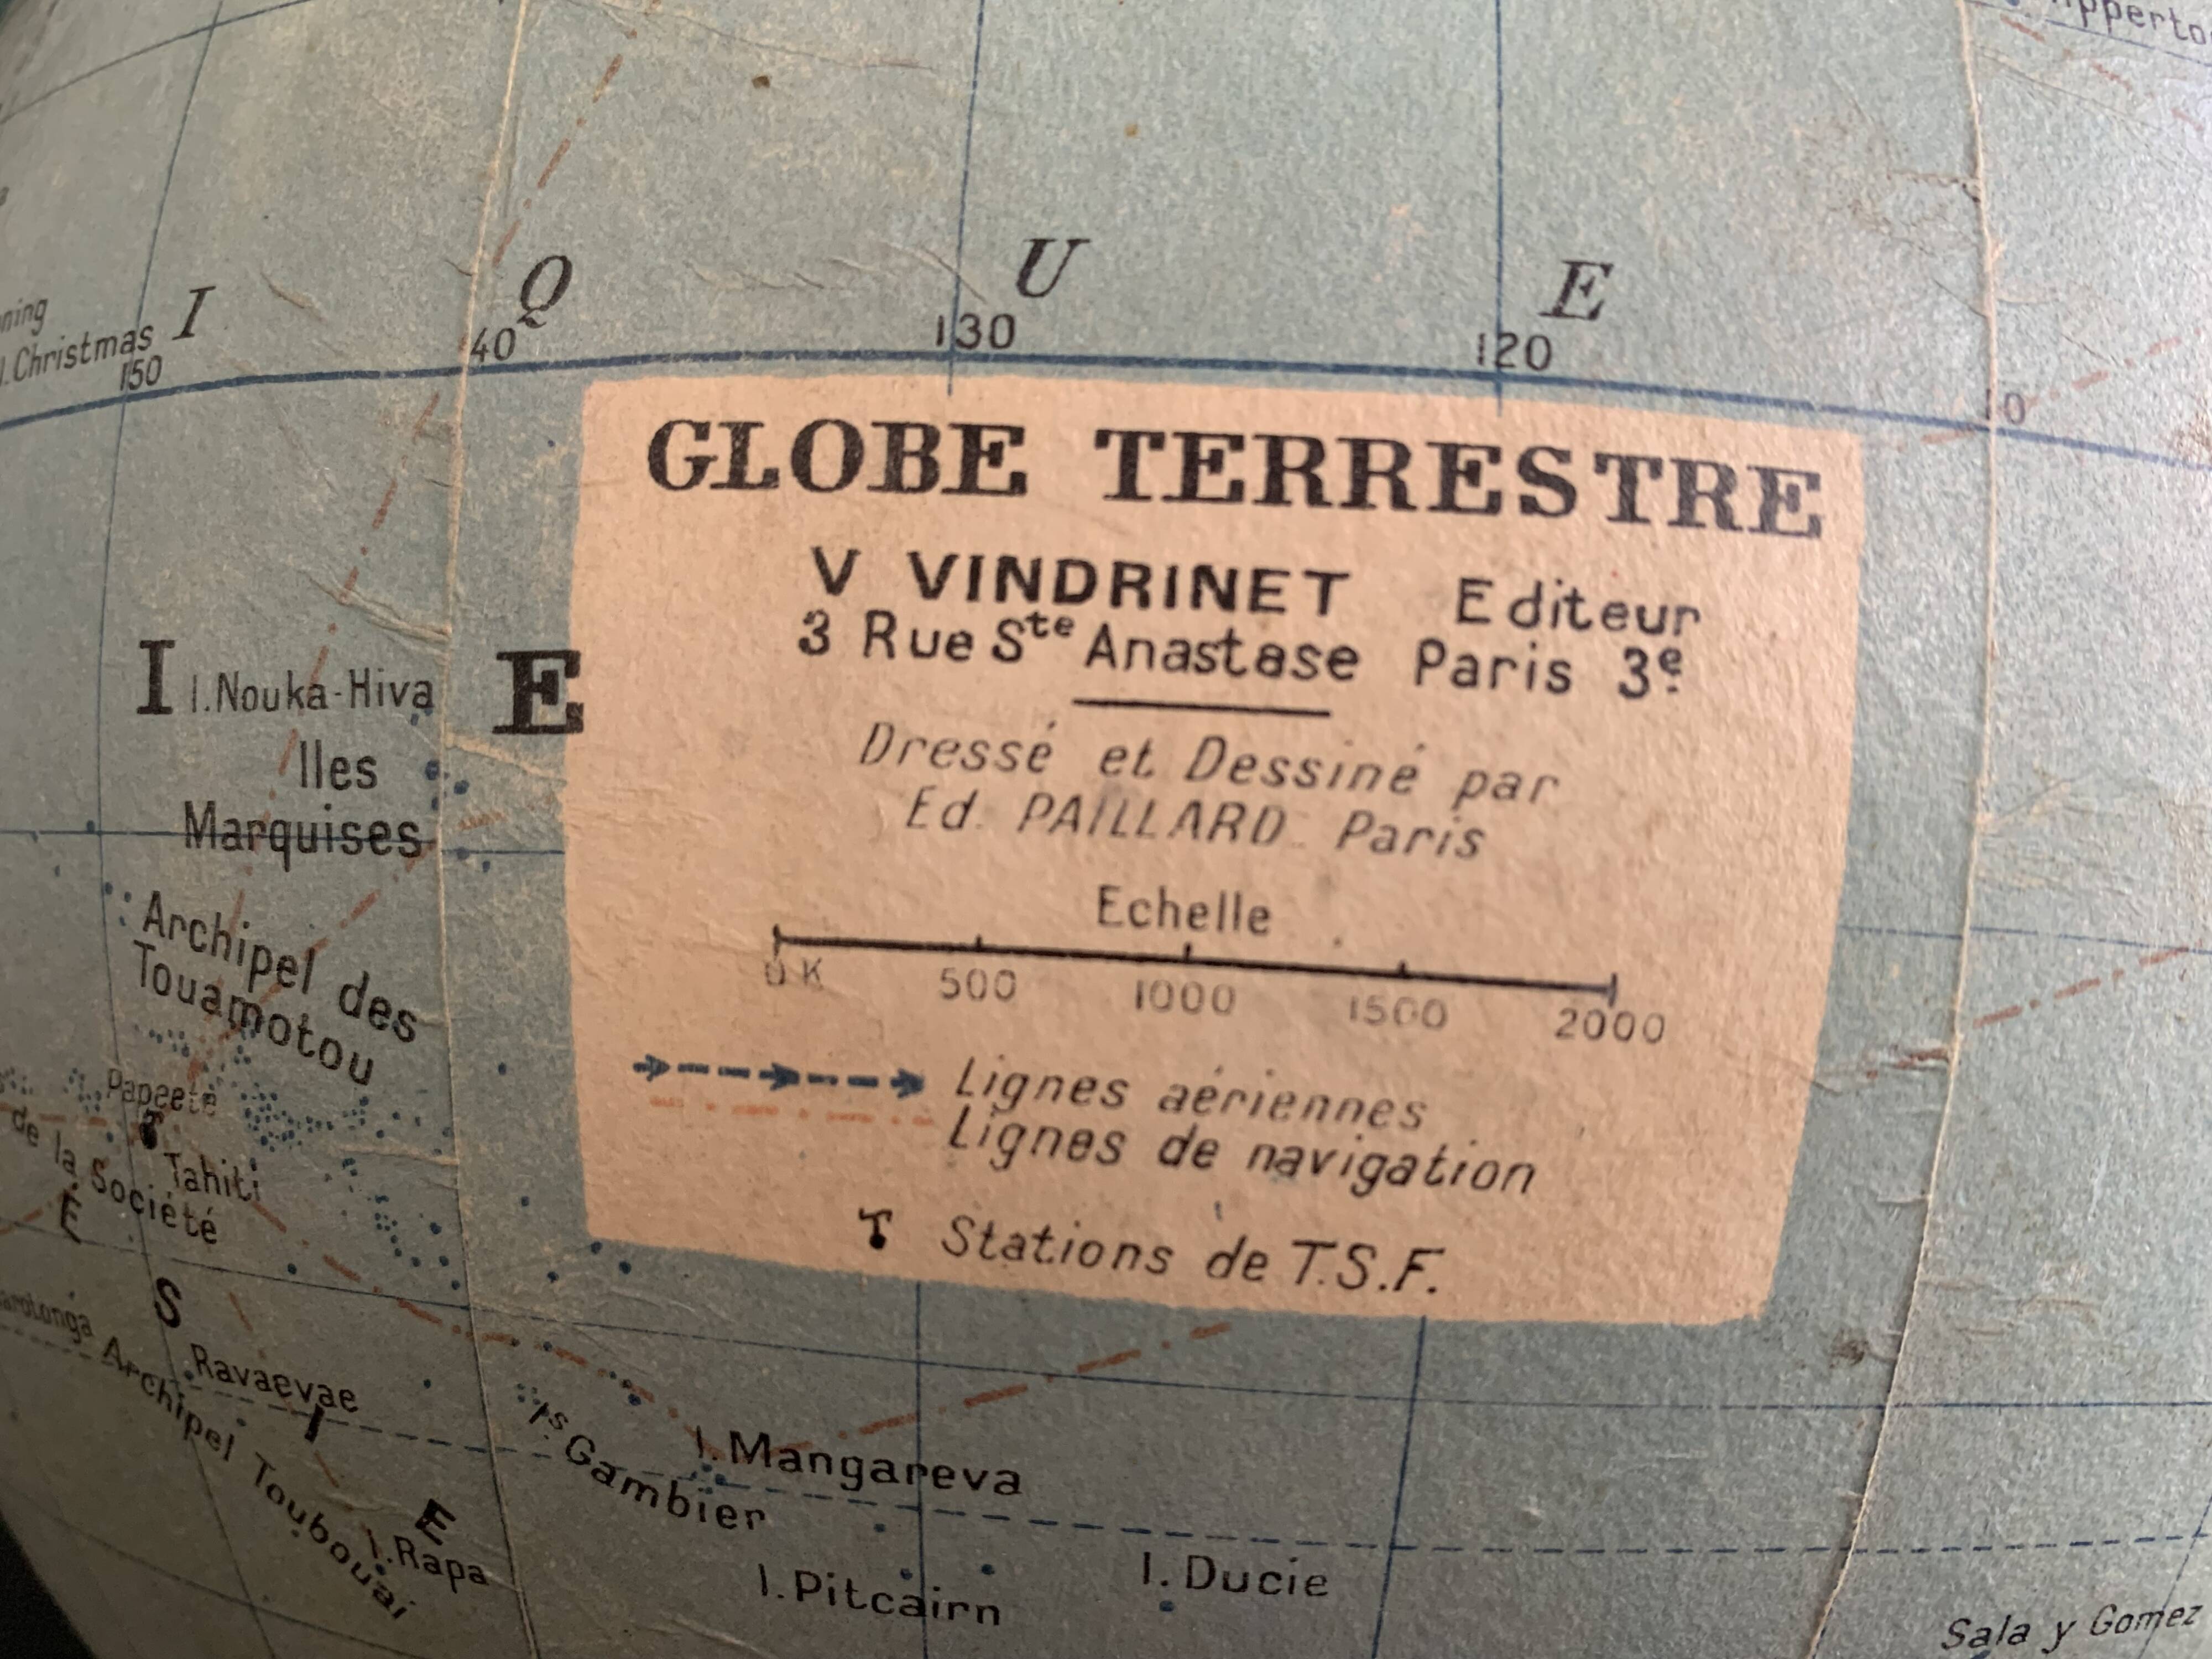 I Q U E
I.Christmas
150 40 130 120 0
GLOBE TERRESTRE
V VINDRINET Editeur
3 Rue Ste Anastase Paris 3e
Dressé et Dessiné par
Ed. PAILLARD Paris
Echelle
0 K 500 1000 1500 2000
Lignes aériennes
Lignes de navigation
T Stations de T.S.F.
I E
I.Nouka-Hiva
Iles
Marquises
Archipel des
Touamotou
Papeete
Tahiti
de la Société
É S I E
Ravaevae
Archipel Toubouai
I.Rapa
Is Gambier
I.Mangareva
I.Pitcairn
I.Ducie
Sala y Gomez